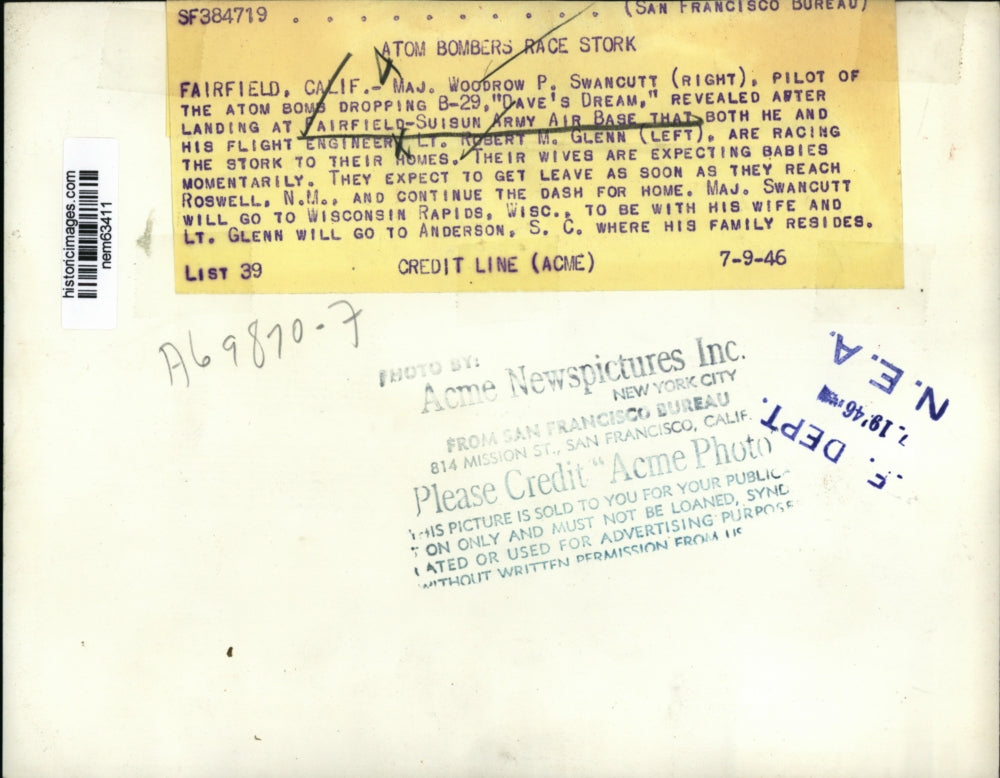 SF384719 . . . . . . . . . . . . (SAN FRANCISCO BUREAU)
ATOM BOMBERS RACE STORK
FAIRFIELD, CALIF.- MAJ. WOODROW P. SWANCUTT (RIGHT), PILOT OF
THE ATOM BOMB DROPPING B-29,"DAVE'S DREAM," REVEALED AFTER
LANDING AT FAIRFIELD-SUISUN ARMY AIR BASE THAT BOTH HE AND
HIS FLIGHT ENGINEER, LT. ROBERT M. GLENN (LEFT), ARE RACING
THE STORK TO THEIR HOMES. THEIR WIVES ARE EXPECTING BABIES
MOMENTARILY. THEY EXPECT TO GET LEAVE AS SOON AS THEY REACH
ROSWELL, N.M., AND CONTINUE THE DASH FOR HOME. MAJ. SWANCUTT
WILL GO TO WISCONSIN RAPIDS, WISC., TO BE WITH HIS WIFE AND
LT. GLENN WILL GO TO ANDERSON, S. C. WHERE HIS FAMILY RESIDES.
LIST 39 CREDIT LINE (ACME) 7-9-46
historicimages.com
nem63411
A69870-7
PHOTO BY:
Acme Newspictures Inc.
NEW YORK CITY
FROM SAN FRANCISCO BUREAU
814 MISSION ST., SAN FRANCISCO, CALIF.
Please Credit "Acme Photo
THIS PICTURE IS SOLD TO YOU FOR YOUR PUBLIC-
ON ONLY AND MUST NOT BE LOANED, SYND
ATED OR USED FOR ADVERTISING PURPOSE
WITHOUT WRITTEN PERMISSION FROM US
N. E. A.
7.19'46
F. DEPT.